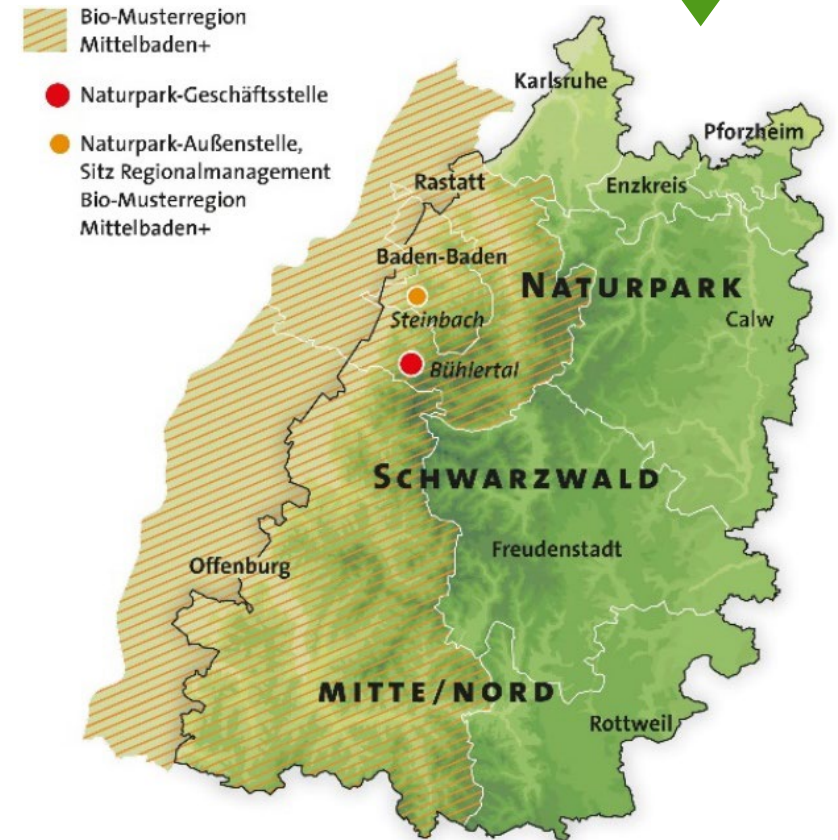 Bio-Musterregion
Mittelbaden+
Naturpark-Geschäftsstelle
Naturpark-Außenstelle,
Sitz Regionalmanagement
Bio-Musterregion
Mittelbaden+
Karlsruhe
Pforzheim
Rastatt
Enzkreis
Baden-Baden
NATURPARK
Steinbach
Calw
Bühlertal
SCHWARZWALD
Freudenstadt
Offenburg
MITTE/NORD
Rottweil